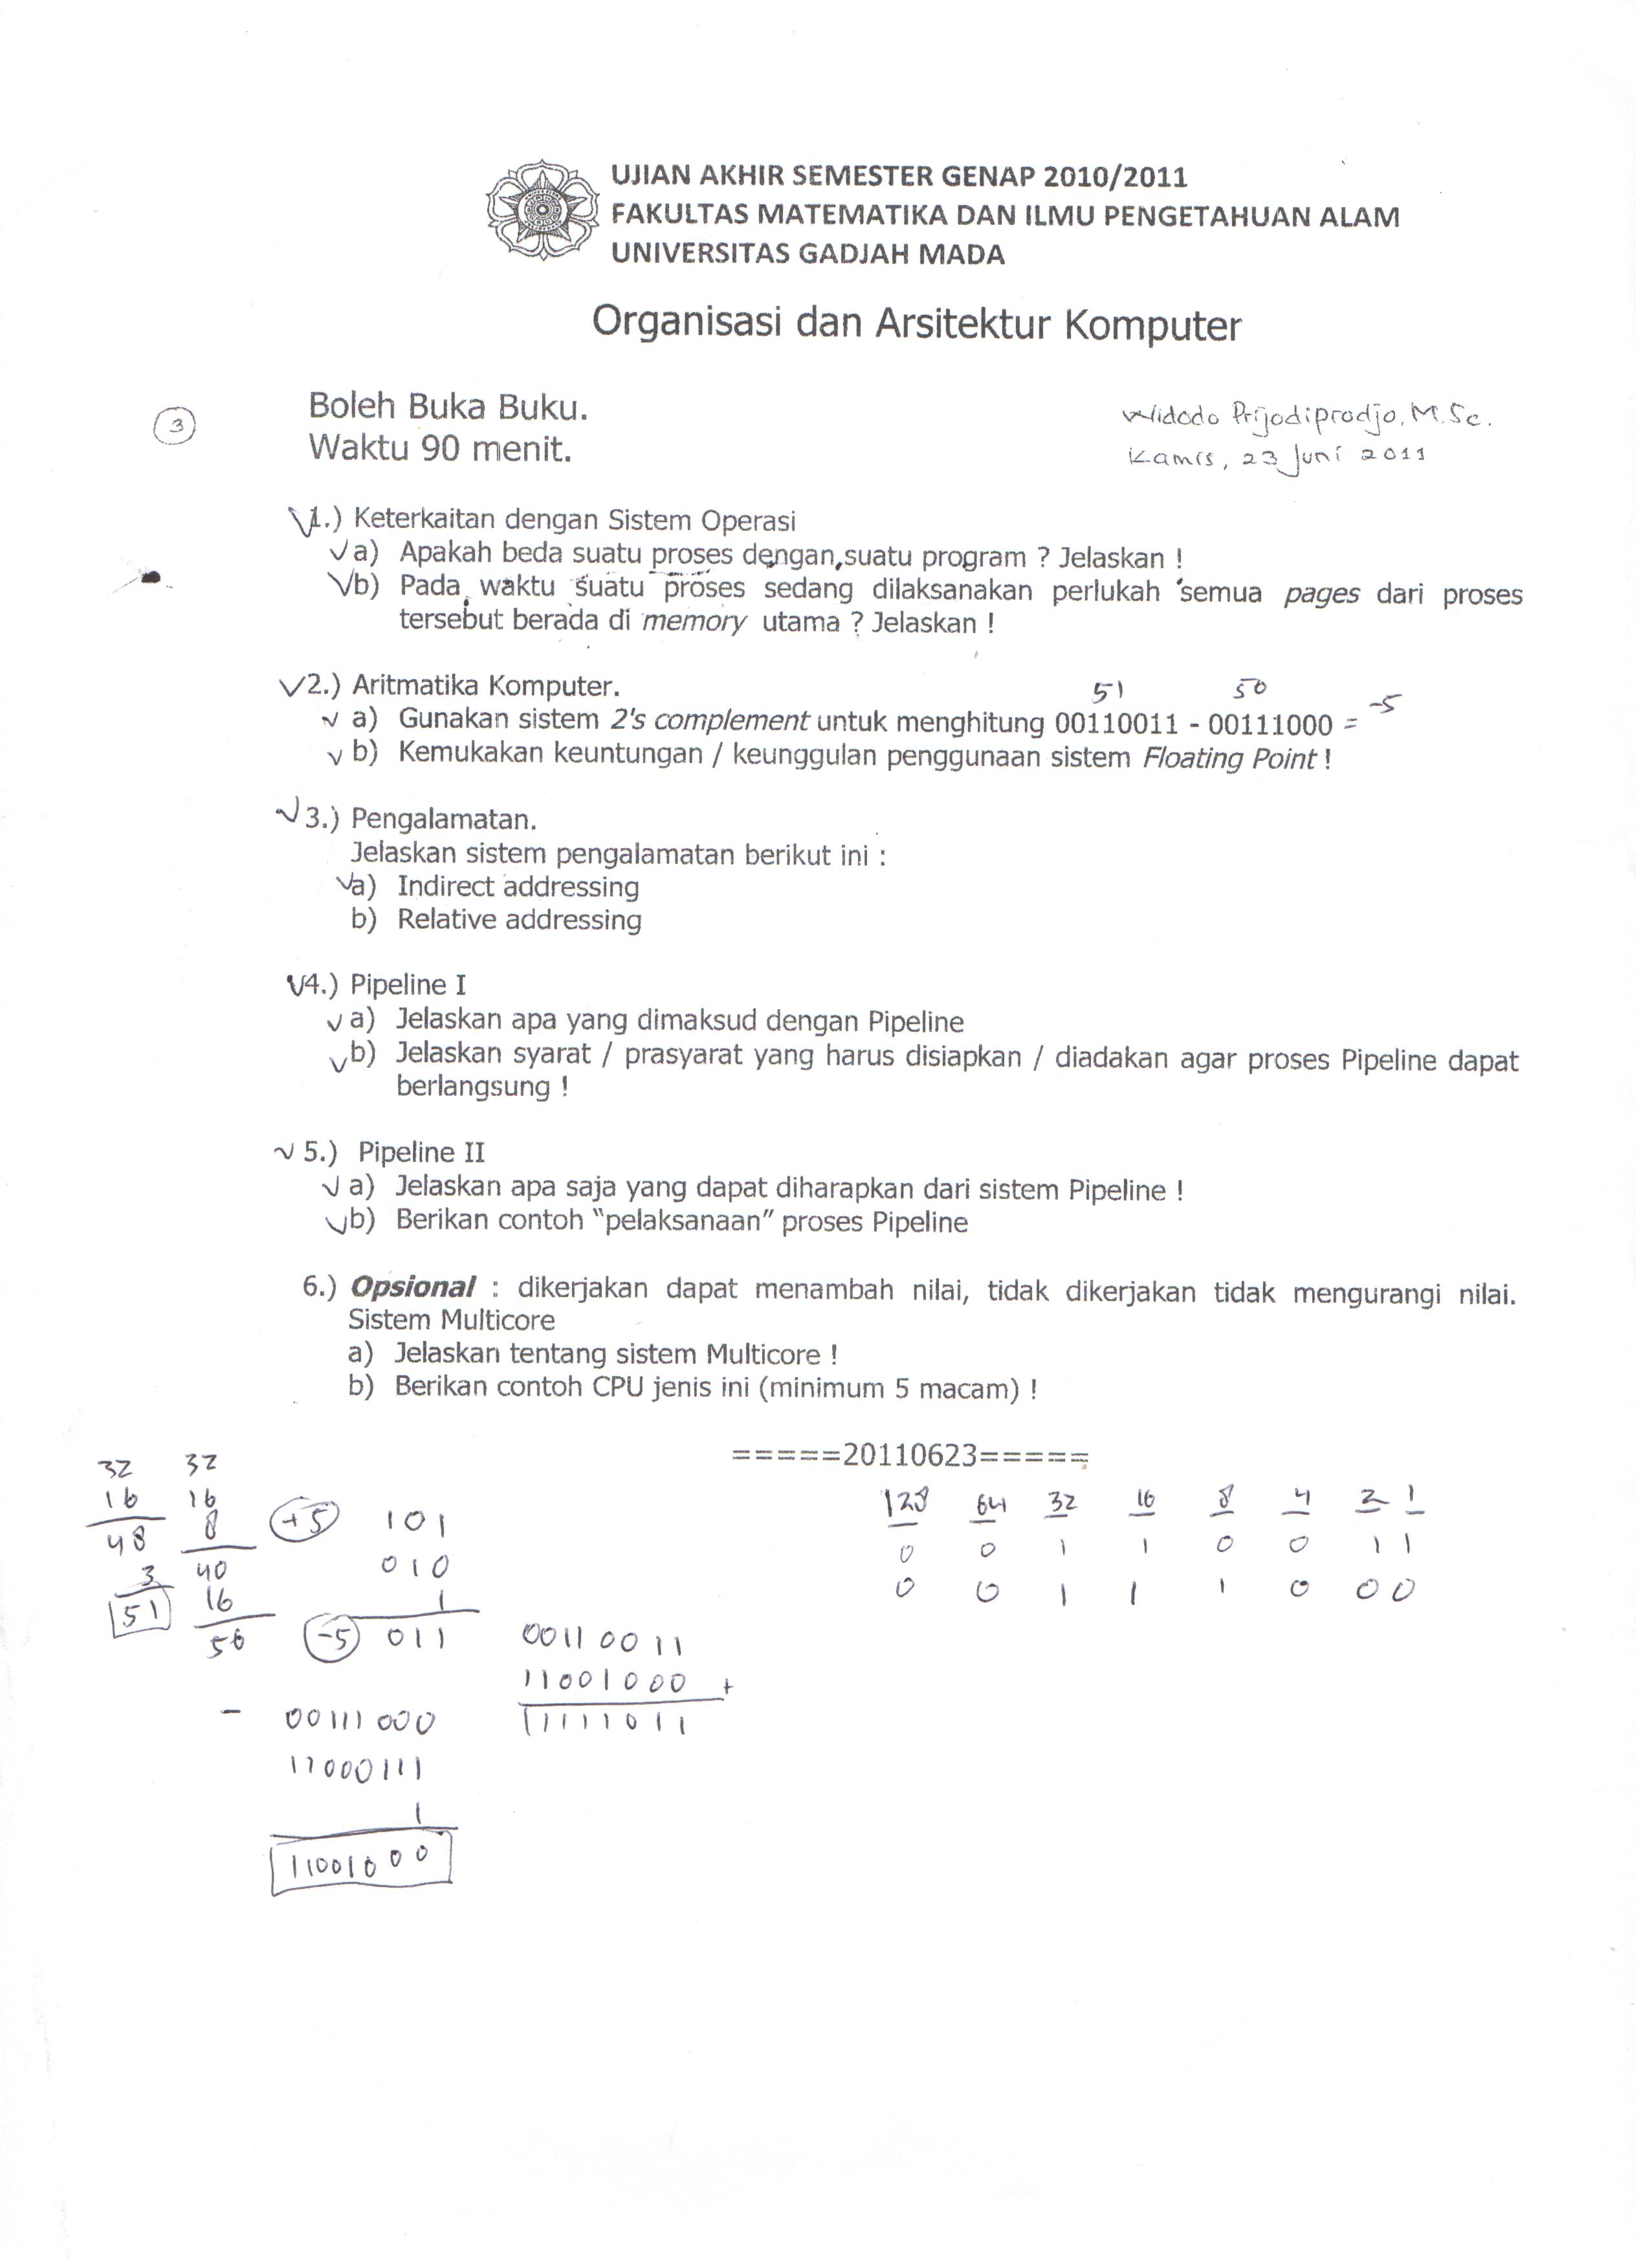 UJIAN AKHIR SEMESTER GENAP 2010/2011
FAKULTAS MATEMATIKA DAN ILMU PENGETAHUAN ALAM
UNIVERSITAS GADJAH MADA
Organisasi dan Arsitektur Komputer
3
Boleh Buka Buku.
Waktu 90 menit.
Widodo Prijodiprodjo, M.Sc.
Kamis, 23 Juni 2011
1.) Keterkaitan dengan Sistem Operasi
a) Apakah beda suatu proses dengan suatu program ? Jelaskan !
b) Pada waktu suatu proses sedang dilaksanakan perlukah semua pages dari proses
tersebut berada di memory utama ? Jelaskan !
2.) Aritmatika Komputer.
51 56
a) Gunakan sistem 2's complement untuk menghitung 00110011 - 00111000 = -5
b) Kemukakan keuntungan / keunggulan penggunaan sistem Floating Point !
3.) Pengalamatan.
Jelaskan sistem pengalamatan berikut ini :
a) Indirect addressing
b) Relative addressing
4.) Pipeline I
a) Jelaskan apa yang dimaksud dengan Pipeline
b) Jelaskan syarat / prasyarat yang harus disiapkan / diadakan agar proses Pipeline dapat
berlangsung !
5.) Pipeline II
a) Jelaskan apa saja yang dapat diharapkan dari sistem Pipeline !
b) Berikan contoh "pelaksanaan" proses Pipeline
6.) Opsional : dikerjakan dapat menambah nilai, tidak dikerjakan tidak mengurangi nilai.
Sistem Multicore
a) Jelaskan tentang sistem Multicore !
b) Berikan contoh CPU jenis ini (minimum 5 macam) !
=====20110623=====
32
16
48
3
51
32
16
8
40
16
56
+5 101
010
1
-5 011
00110011
11001000 +
11111011
- 00111000
11000111
1
11001000
128 64 32 16 8 4 2 1
0 0 1 1 0 0 1 1
0 0 1 1 1 0 0 0